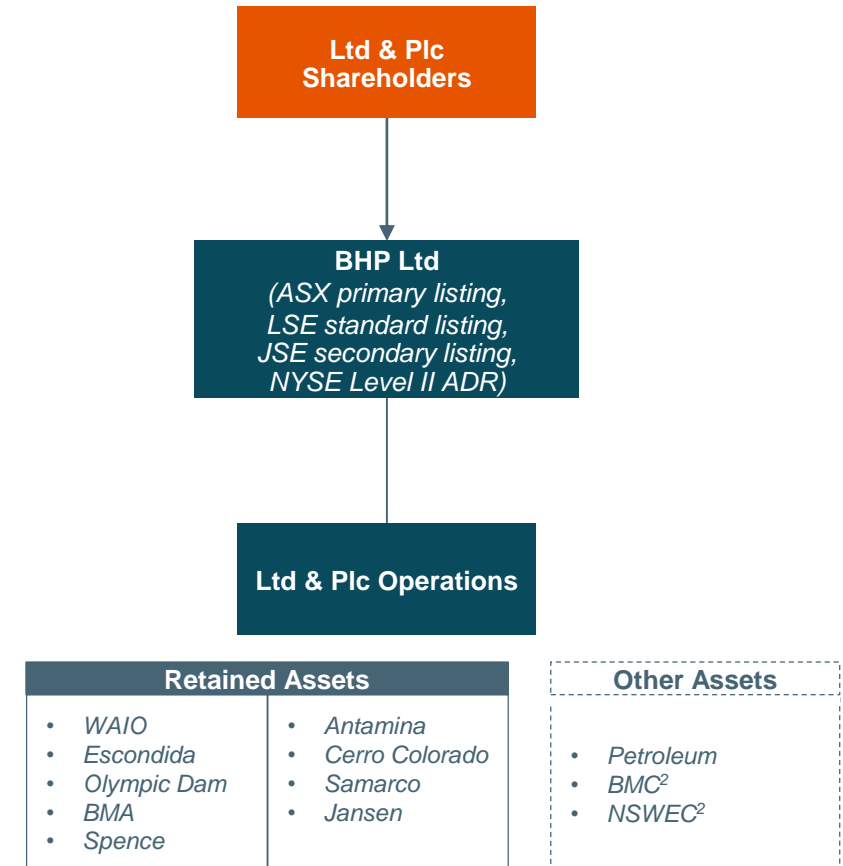 Ltd & Plc
Shareholders
BHP Ltd
(ASX primary listing,
LSE standard listing,
JSE secondary listing,
NYSE Level II ADR)
Ltd & Plc Operations
Retained Assets
• WAIO
• Escondida
• Olympic Dam
• BMA
• Spence
• Antamina
• Cerro Colorado
• Samarco
• Jansen
Other Assets
• Petroleum
• BMC²
• NSWEC²